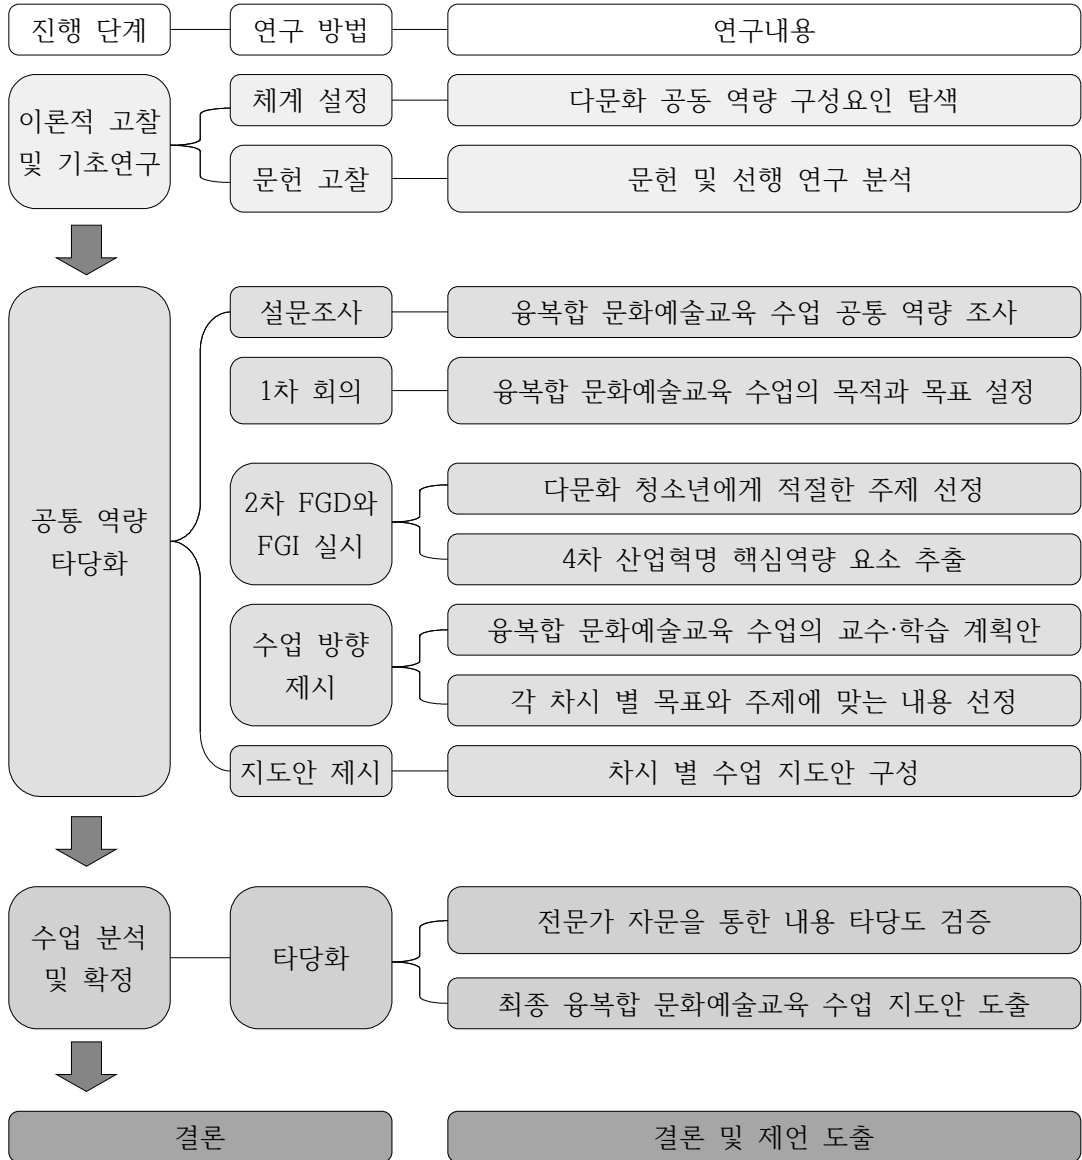 진행 단계
연구 방법
연구내용
이론적 고찰
및 기초연구
체계 설정
다문화 공동 역량 구성요인 탐색
문헌 고찰
문헌 및 선행 연구 분석
공통 역량
타당화
설문조사
융복합 문화예술교육 수업 공통 역량 조사
1차 회의
융복합 문화예술교육 수업의 목적과 목표 설정
2차 FGD와
FGI 실시
다문화 청소년에게 적절한 주제 선정
4차 산업혁명 핵심역량 요소 추출
수업 방향
제시
융복합 문화예술교육 수업의 교수·학습 계획안
각 차시 별 목표와 주제에 맞는 내용 선정
지도안 제시
차시 별 수업 지도안 구성
수업 분석
및 확정
타당화
전문가 자문을 통한 내용 타당도 검증
최종 융복합 문화예술교육 수업 지도안 도출
결론
결론 및 제언 도출